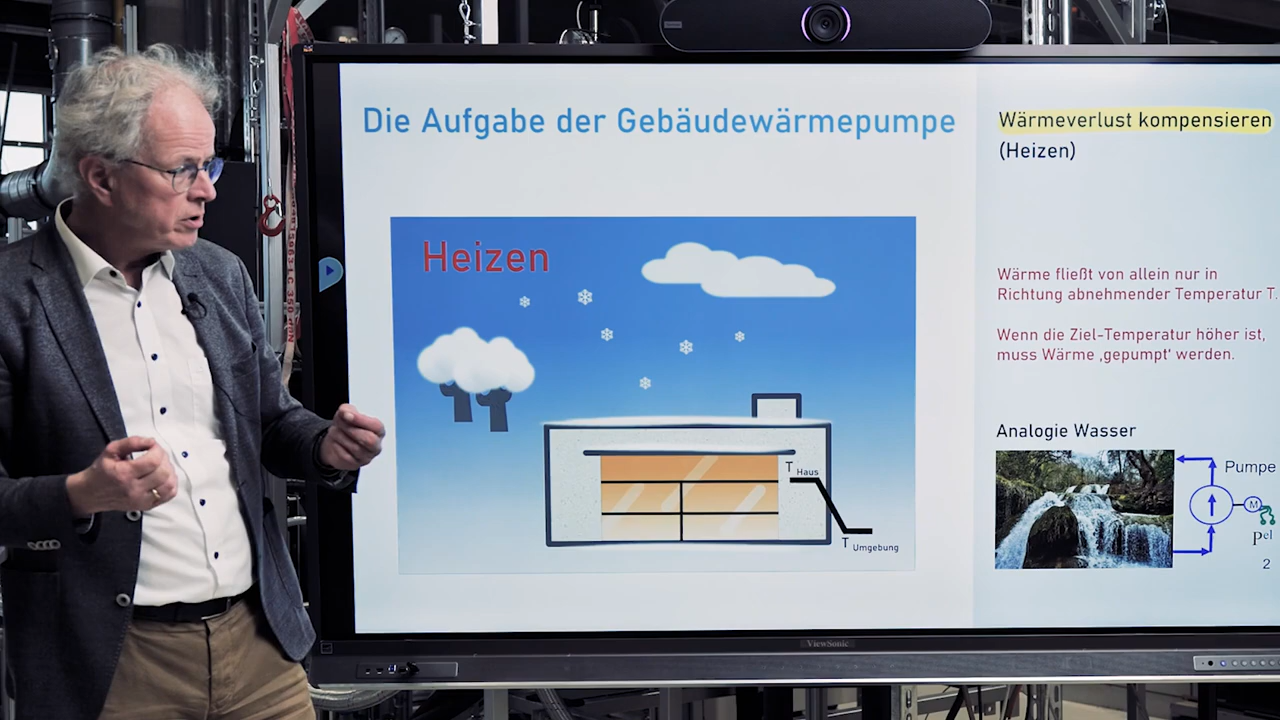 Die Aufgabe der Gebäudewärmepumpe
Heizen
T Haus
T Umgebung
Wärmeverlust kompensieren
(Heizen)
Wärme fließt von allein nur in
Richtung abnehmender Temperatur T.
Wenn die Ziel-Temperatur höher ist,
muss Wärme ‚gepumpt‘ werden.
Analogie Wasser
Pumpe
M
Pel
2
ViewSonic